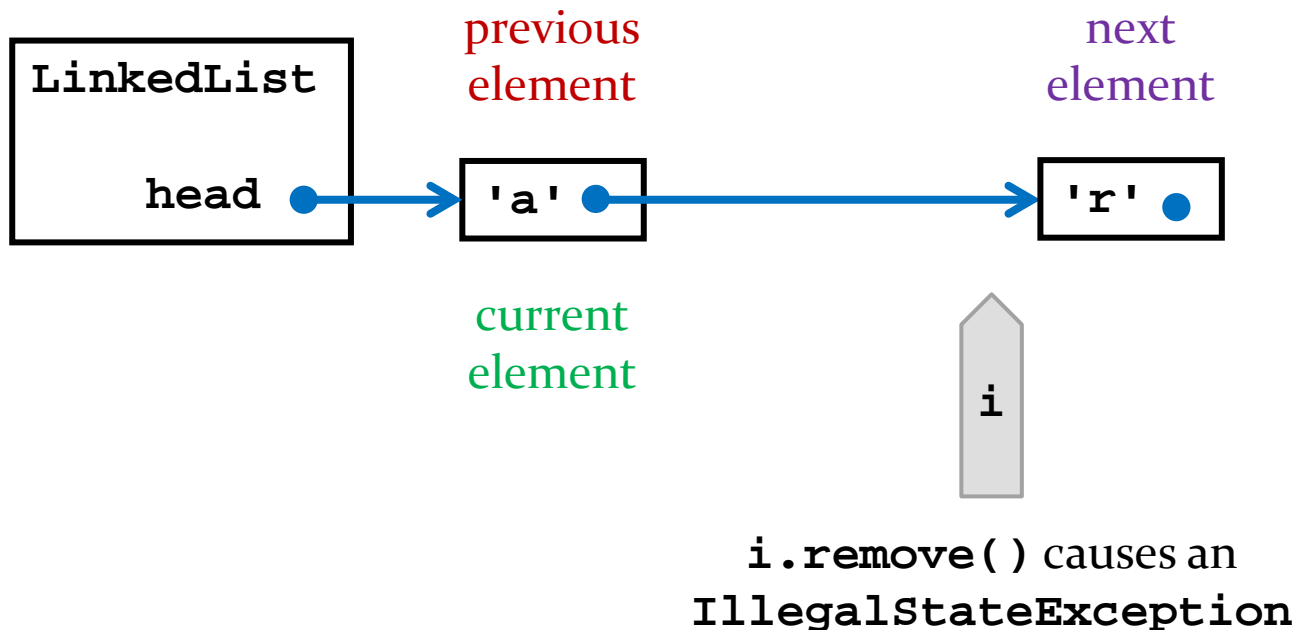 previous
element
next
element
LinkedList
head
'a'
'r'
current
element
i
i.remove() causes an
IllegalStateException